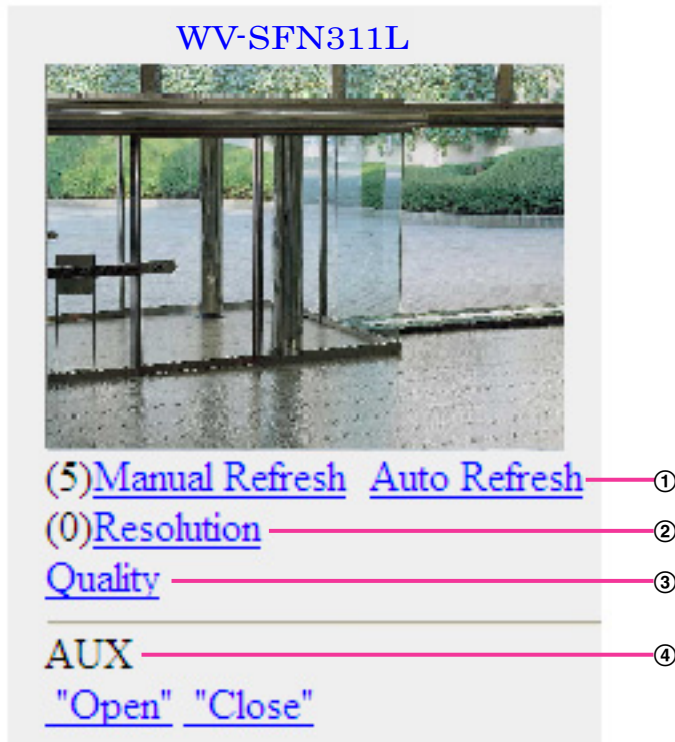 WV-SFN311L
(5)Manual Refresh Auto Refresh ①
(0)Resolution ②
Quality ③
AUX ④
"Open" "Close"